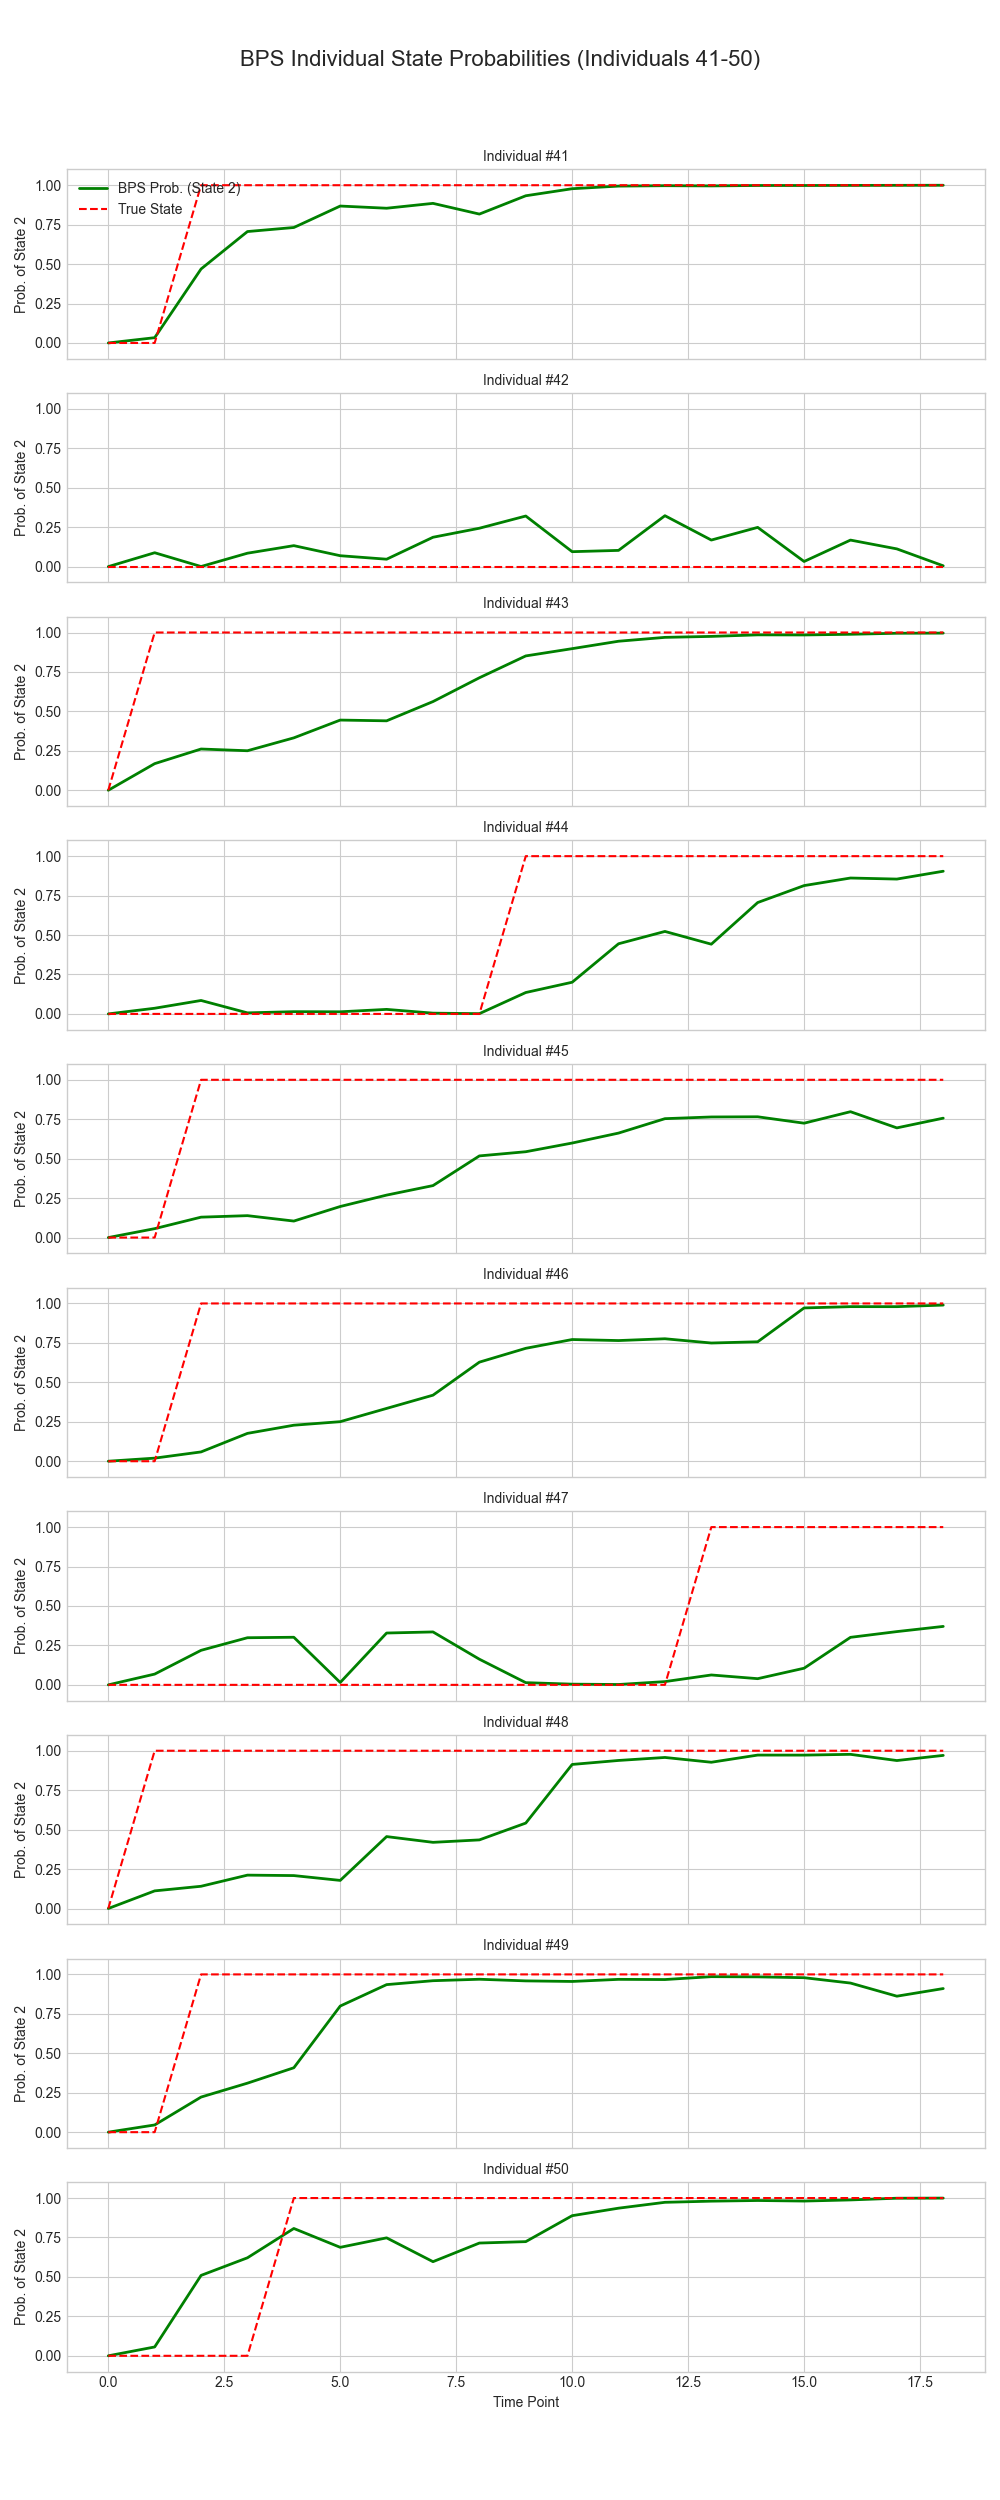 BPS Individual State Probabilities (Individuals 41-50)
Individual #41
BPS Prob. (State 2)
True State
Prob. of State 2
1.00
0.75
0.50
0.25
0.00
Individual #42
Prob. of State 2
1.00
0.75
0.50
0.25
0.00
Individual #43
Prob. of State 2
1.00
0.75
0.50
0.25
0.00
Individual #44
Prob. of State 2
1.00
0.75
0.50
0.25
0.00
Individual #45
Prob. of State 2
1.00
0.75
0.50
0.25
0.00
Individual #46
Prob. of State 2
1.00
0.75
0.50
0.25
0.00
Individual #47
Prob. of State 2
1.00
0.75
0.50
0.25
0.00
Individual #48
Prob. of State 2
1.00
0.75
0.50
0.25
0.00
Individual #49
Prob. of State 2
1.00
0.75
0.50
0.25
0.00
Individual #50
Prob. of State 2
1.00
0.75
0.50
0.25
0.00
0.0 2.5 5.0 7.5 10.0 12.5 15.0 17.5
Time Point